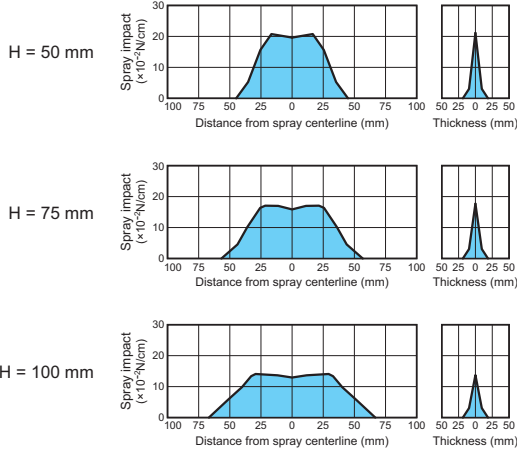 H = 50 mm
Spray impact
(×10⁻²N/cm)
30
20
10
0
100 75 50 25 0 25 50 75 100
Distance from spray centerline (mm)
50 25 0 25 50
Thickness (mm)
H = 75 mm
Spray impact
(×10⁻²N/cm)
30
20
10
0
100 75 50 25 0 25 50 75 100
Distance from spray centerline (mm)
50 25 0 25 50
Thickness (mm)
H = 100 mm
Spray impact
(×10⁻²N/cm)
30
20
10
0
100 75 50 25 0 25 50 75 100
Distance from spray centerline (mm)
50 25 0 25 50
Thickness (mm)